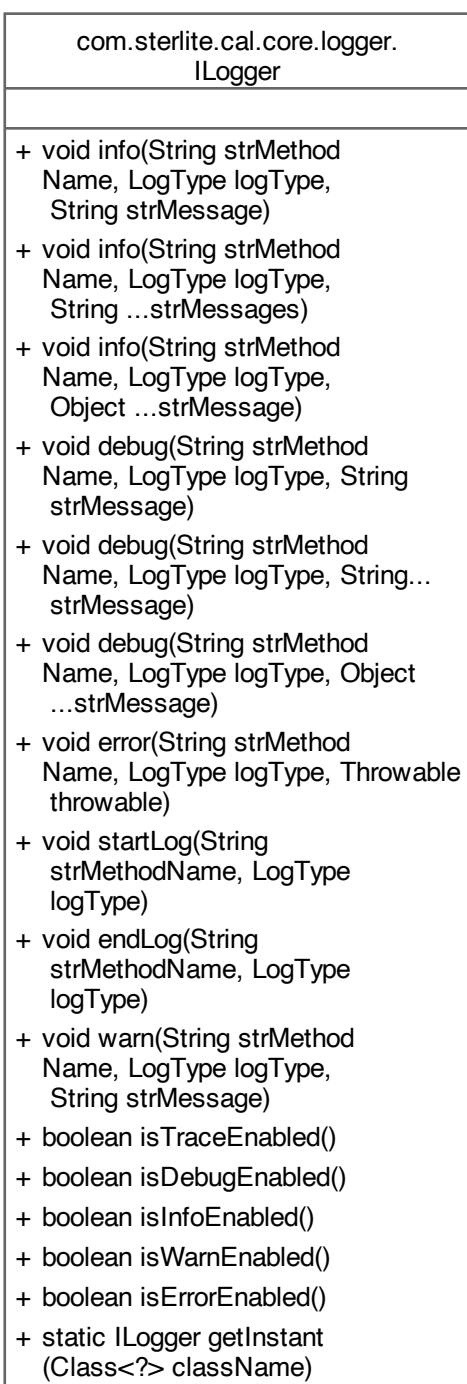 com.sterlite.cal.core.logger.
ILogger
+ void info(String strMethod
Name, LogType logType,
String ...strMessage)
+ void info(String strMethod
Name, LogType logType,
String ...strMessages)
+ void info(String strMethod
Name, LogType logType,
Object ...strMessage)
+ void debug(String strMethod
Name, LogType logType, String
strMessage)
+ void debug(String strMethod
Name, LogType logType, String...
strMessage)
+ void debug(String strMethod
Name, LogType logType, Object
...strMessage)
+ void error(String strMethod
Name, LogType logType, Throwable
throwable)
+ void startLog(String
strMethodName, LogType
logType)
+ void endLog(String
strMethodName, LogType
logType)
+ void warn(String strMethod
Name, LogType logType,
String strMessage)
+ boolean isTraceEnabled()
+ boolean isDebugEnabled()
+ boolean isInfoEnabled()
+ boolean isWarnEnabled()
+ boolean isErrorEnabled()
+ static ILogger getInstant
(Class<?> className)